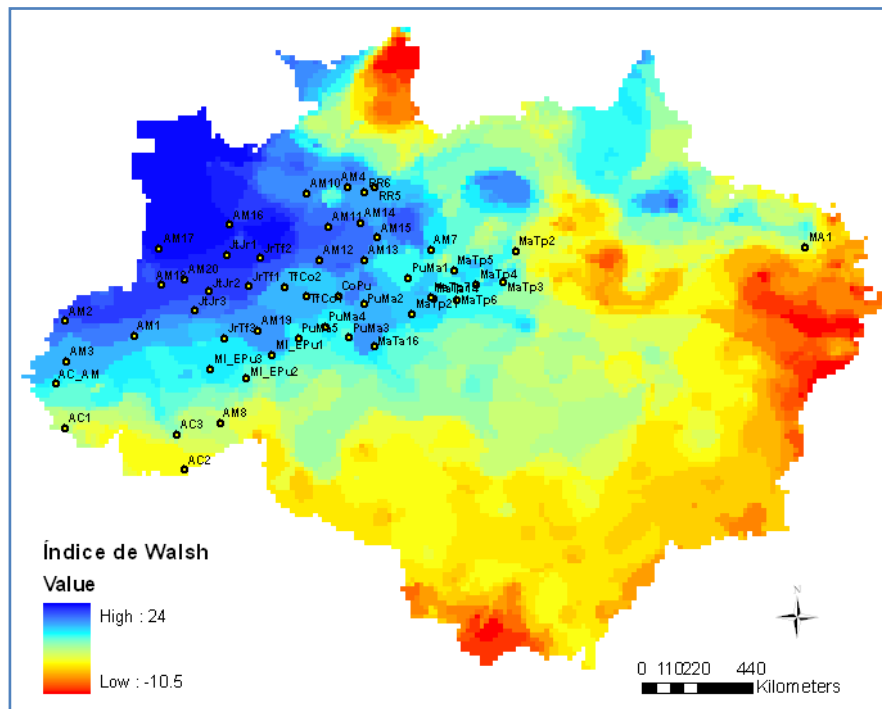 AM10
AM4
RR6
RR5
AM16
AM11
AM14
AM15
AM17
JtJr1
JrTf2
AM12
AM13
AM7
MaTp2
MaTp5
AM18
AM20
JtJr2
JrTf1
TfCo2
PuMa1
MaTp4
MaTp3
MA1
JtJr3
CoPu
PuMa2
MaTp6
AM2
AM1
JrTf3
AM19
PuMa4
PuMa3
AM3
MI_EPu3
MI_EPu1
MaTa16
AC_AM
MI_EPu2
AC1
AC3
AM8
AC2
Índice de Walsh
Value
High : 24
Low : -10.5
N
0 110220 440
Kilometers